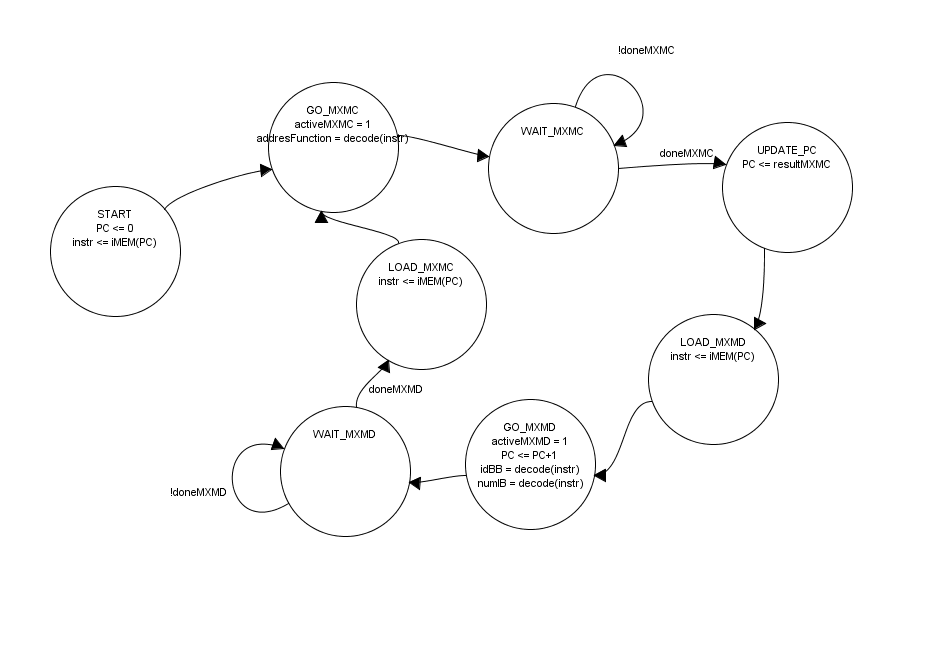 !doneMXMC
GO_MXMC
activeMXMC = 1
addresFunction = decode(instr)
WAIT_MXMC
doneMXMC
UPDATE_PC
PC <= resultMXMC
START
PC <= 0
instr <= iMEM(PC)
LOAD_MXMC
instr <= iMEM(PC)
LOAD_MXMD
instr <= iMEM(PC)
doneMXMD
GO_MXMD
activeMXMD = 1
PC <= PC+1
idBB = decode(instr)
numIB = decode(instr)
WAIT_MXMD
!doneMXMD